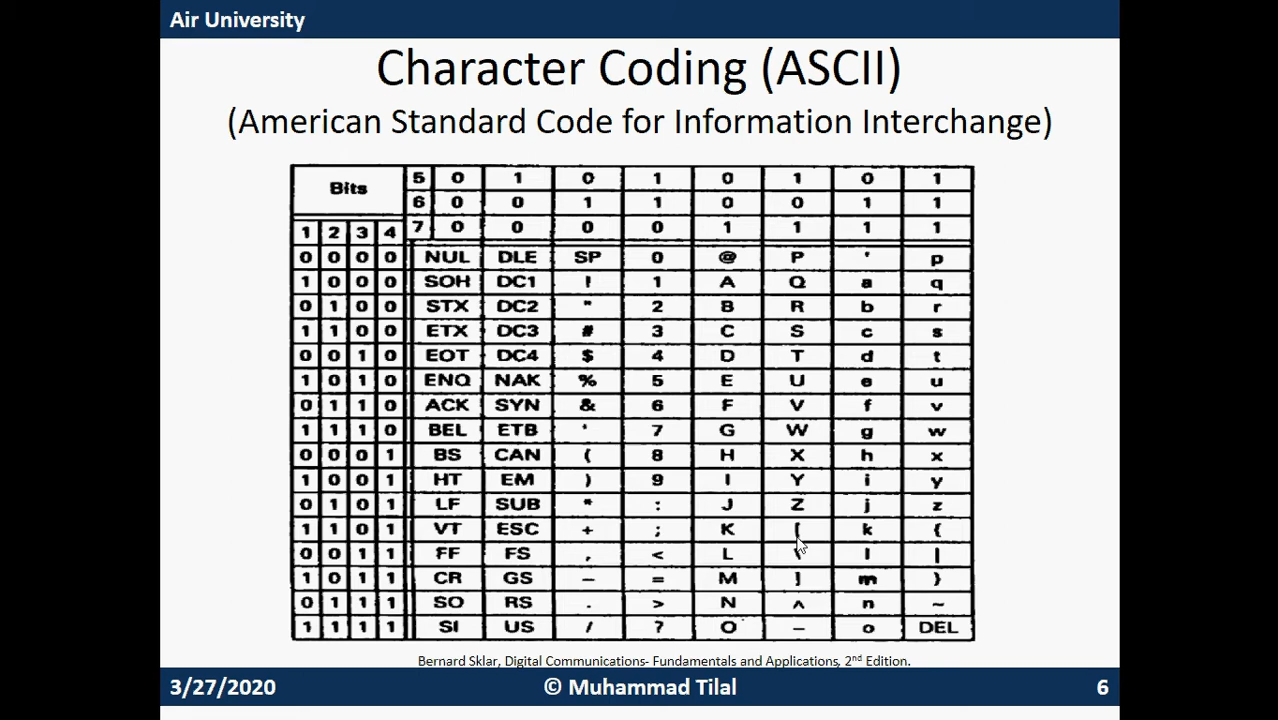 Air University
Character Coding (ASCII)
(American Standard Code for Information Interchange)
Bits 5 0 1 0 1 0 1 0 1
6 0 0 1 1 0 0 1 1
1 2 3 4 7 0 0 0 0 1 1 1 1
0 0 0 0 NUL DLE SP 0 @ P ' p
1 0 0 0 SOH DC1 ! 1 A Q a q
0 1 0 0 STX DC2 " 2 B R b r
1 1 0 0 ETX DC3 # 3 C S c s
0 0 1 0 EOT DC4 $ 4 D T d t
1 0 1 0 ENQ NAK % 5 E U e u
0 1 1 0 ACK SYN & 6 F V f v
1 1 1 0 BEL ETB ' 7 G W g w
0 0 0 1 BS CAN ( 8 H X h x
1 0 0 1 HT EM ) 9 I Y i y
0 1 0 1 LF SUB * : J Z j z
1 1 0 1 VT ESC + ; K [ k {
0 0 1 1 FF FS , < L \ l |
1 0 1 1 CR GS − = M ] m }
0 1 1 1 SO RS . > N ^ n ~
1 1 1 1 SI US / ? O _ o DEL
Bernard Sklar, Digital Communications- Fundamentals and Applications, 2nd Edition.
3/27/2020 © Muhammad Tilal 6